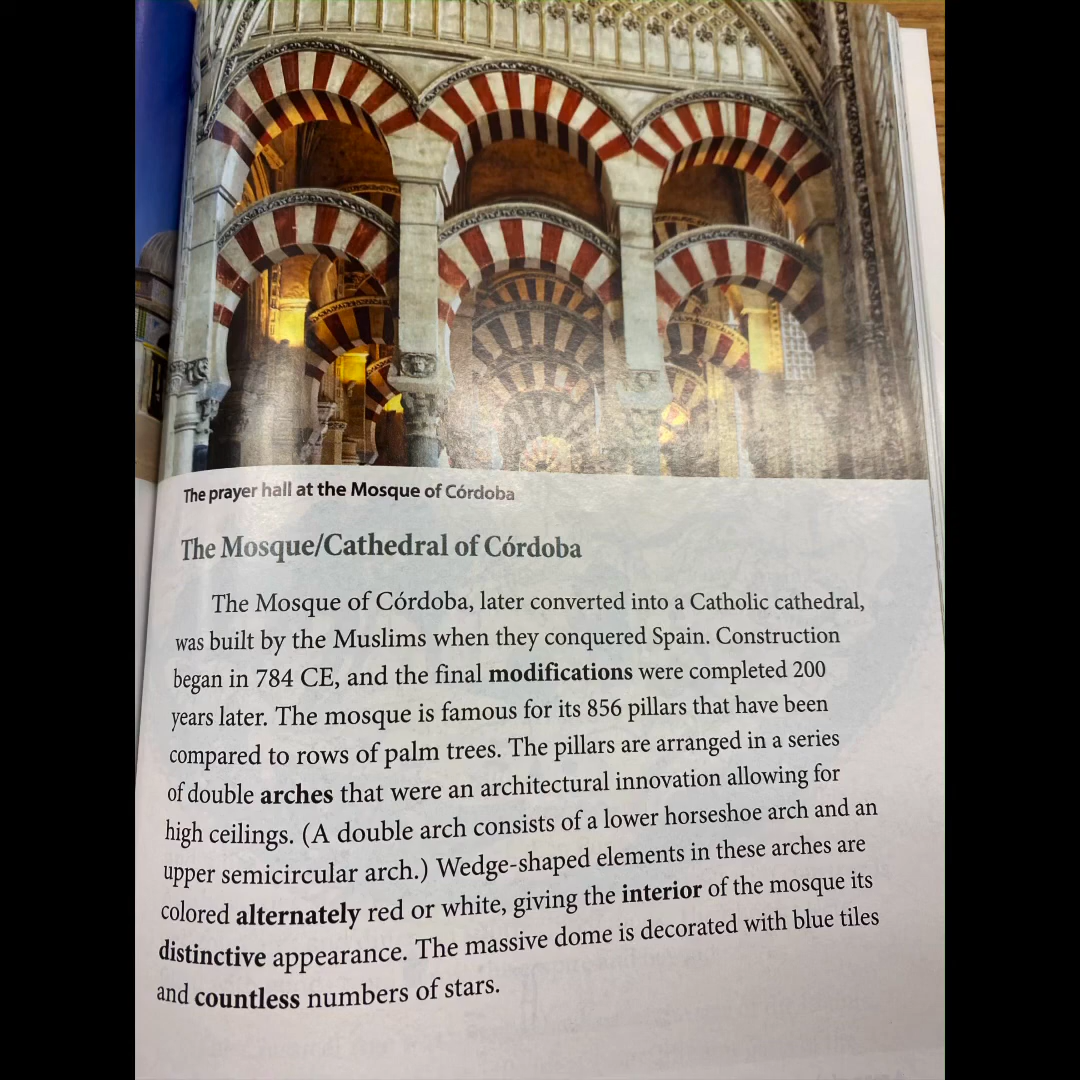 The prayer hall at the Mosque of Córdoba
The Mosque/Cathedral of Córdoba
The Mosque of Córdoba, later converted into a Catholic cathedral,
was built by the Muslims when they conquered Spain. Construction
began in 784 CE, and the final modifications were completed 200
years later. The mosque is famous for its 856 pillars that have been
compared to rows of palm trees. The pillars are arranged in a series
of double arches that were an architectural innovation allowing for
high ceilings. (A double arch consists of a lower horseshoe arch and an
upper semicircular arch.) Wedge-shaped elements in these arches are
colored alternately red or white, giving the interior of the mosque its
distinctive appearance. The massive dome is decorated with blue tiles
and countless numbers of stars.